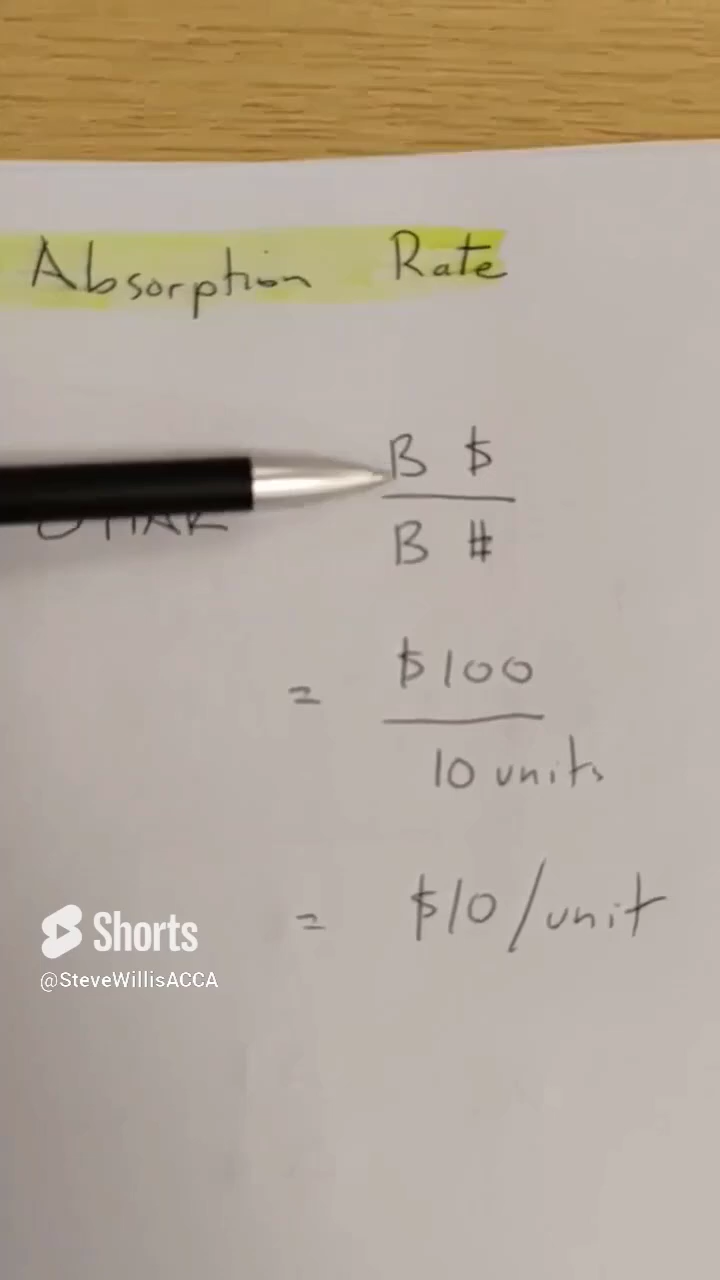 Absorption Rate
B $
B #
= $100
10 units
= $10/unit
Shorts
@SteveWillisACCA